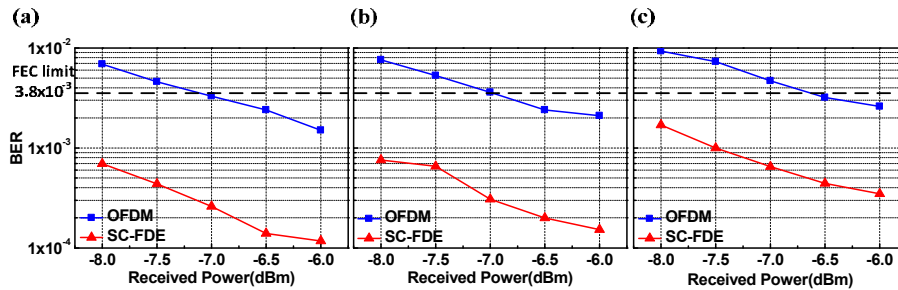 (a) (b) (c)
1x10⁻²
FEC limit
3.8x10⁻³
1x10⁻³
1x10⁻⁴
BER
OFDM
SC-FDE
-8.0 -7.5 -7.0 -6.5 -6.0
Received Power(dBm)
OFDM
SC-FDE
-8.0 -7.5 -7.0 -6.5 -6.0
Received Power(dBm)
OFDM
SC-FDE
-8.0 -7.5 -7.0 -6.5 -6.0
Received Power(dBm)